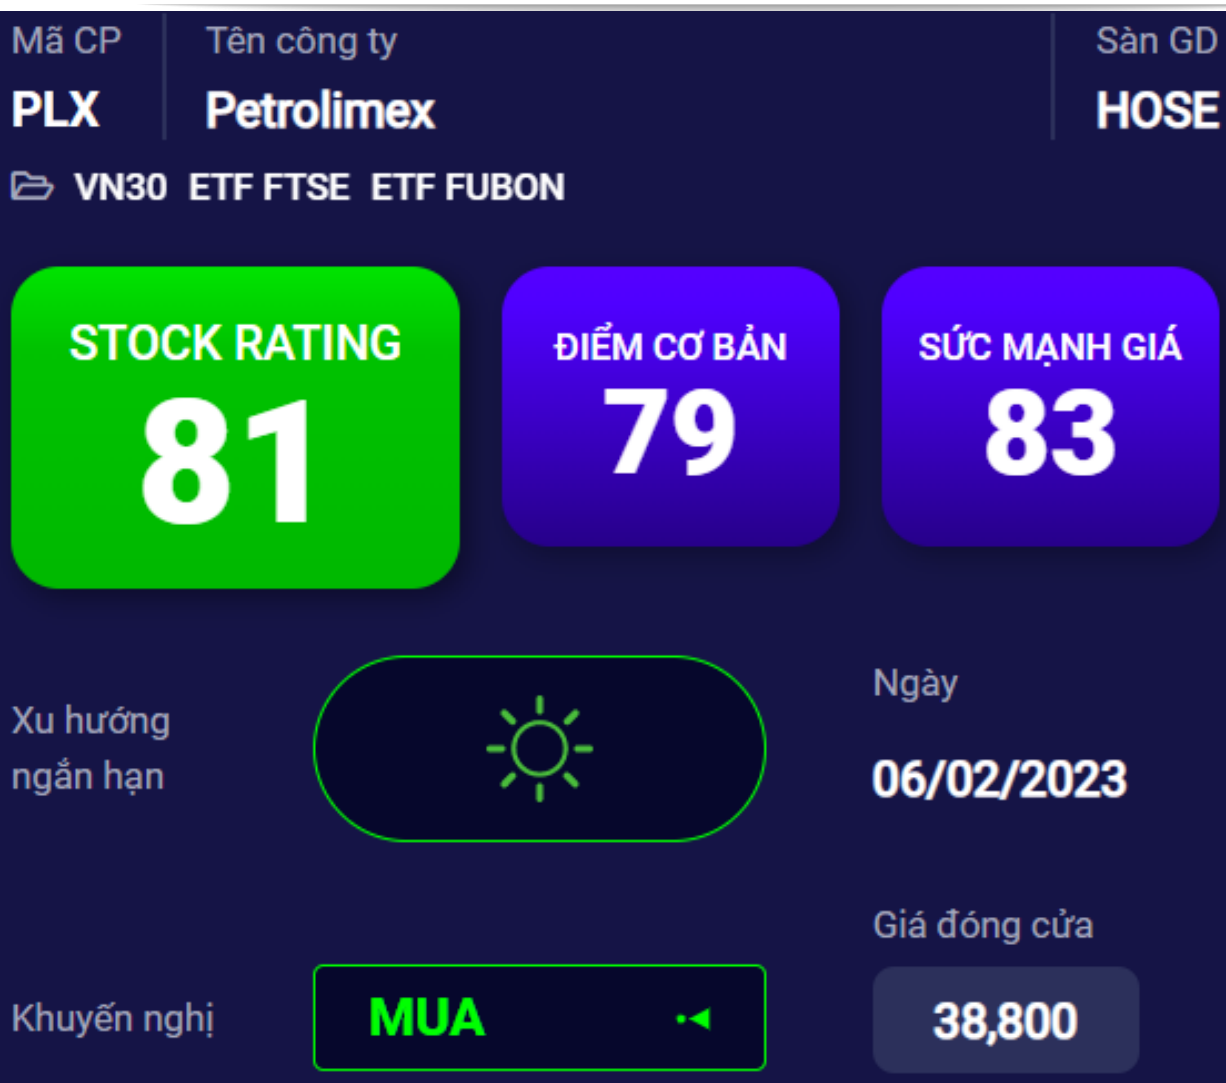 Mã CP Tên công ty Sàn GD
PLX Petrolimex HOSE
VN30 ETF FTSE ETF FUBON
STOCK RATING
81
ĐIỂM CƠ BẢN
79
SỨC MẠNH GIÁ
83
Xu hướng
ngắn hạn
Ngày
06/02/2023
Khuyến nghị
MUA
Giá đóng cửa
38,800